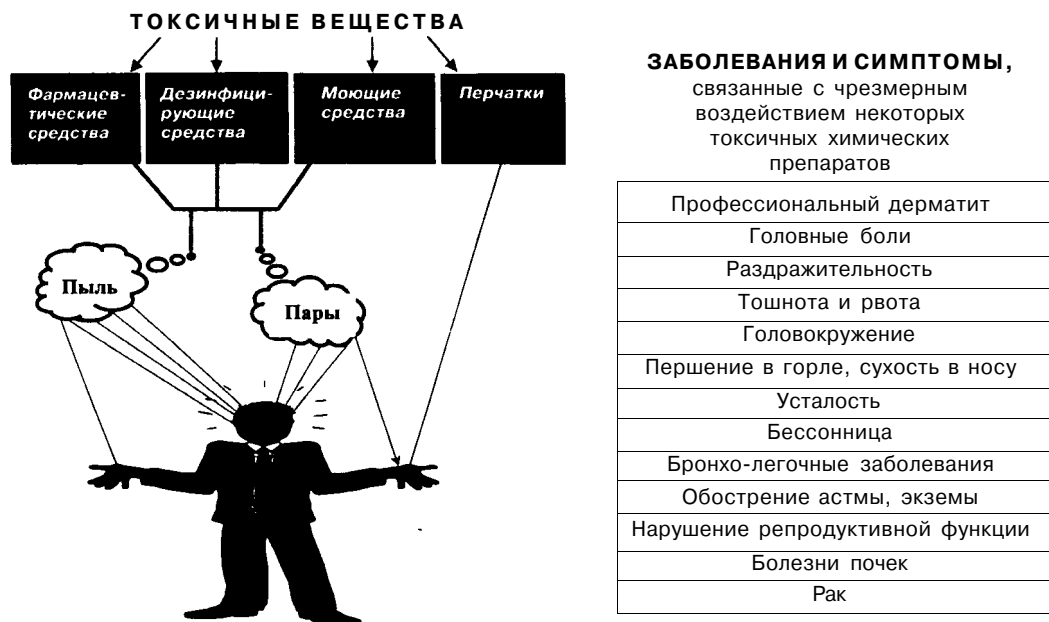 ТОКСИЧНЫЕ ВЕЩЕСТВА
Фармацев-
тические
средства
Дезинфици-
рующие
средства
Моющие
средства
Перчатки
Пыль
Пары
ЗАБОЛЕВАНИЯ И СИМПТОМЫ,
связанные с чрезмерным
воздействием некоторых
токсичных химических
препаратов
Профессиональный дерматит
Головные боли
Раздражительность
Тошнота и рвота
Головокружение
Першение в горле, сухость в носу
Усталость
Бессонница
Бронхо-легочные заболевания
Обострение астмы, экземы
Нарушение репродуктивной функции
Болезни почек
Рак